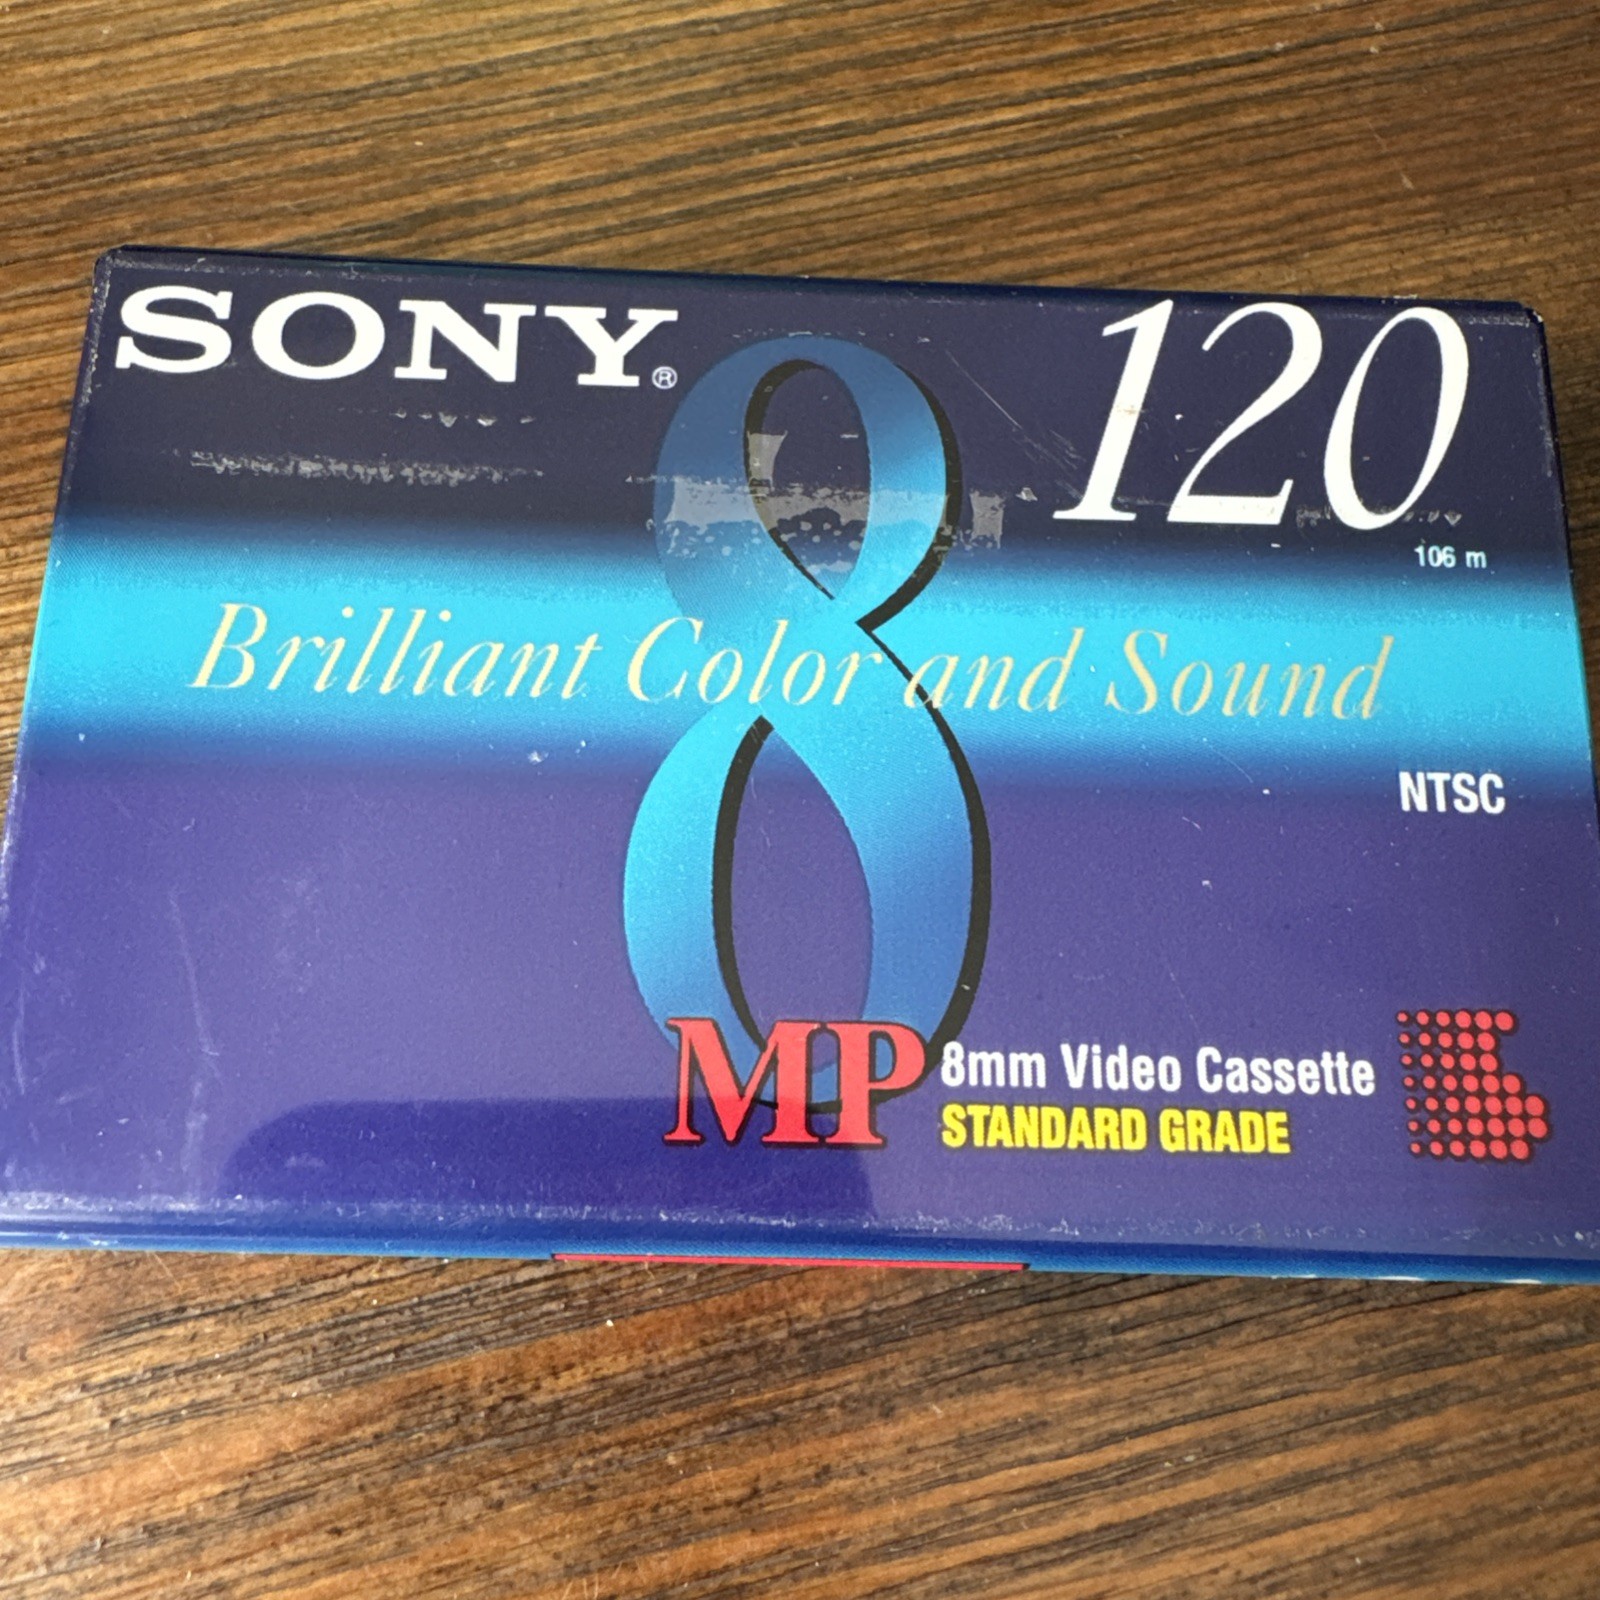 SONY®
120
8
106 m
Brilliant Color and Sound
NTSC
MP
8mm Video Cassette
STANDARD GRADE